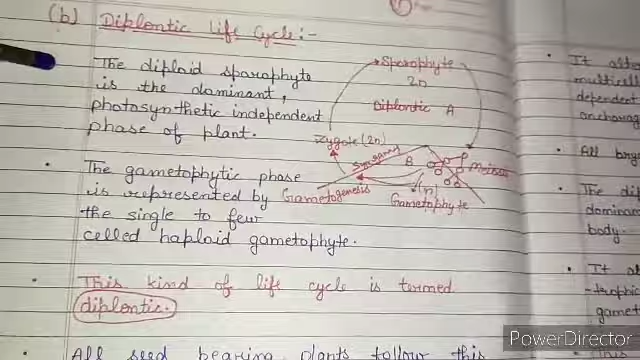 (b) Diplontic Life Cycle :-
The diploid sporophyte
is the dominant,
photosynthetic independent
phase of plant.
Sporophyte
2n
Diplontic A
Zygote (2n)
Syngamy
B
Meiosis
(n)
Gametogenesis
Gametophyte
The gametophytic phase
is represented by
the single to few
celled haploid gametophyte.
This kind of life cycle is termed
diplontic.
All seed bearing plants follow this
It alter
multicell
dependent
All bry
The di
dominan
body.
It al
-trophic
gamet
PowerDirector